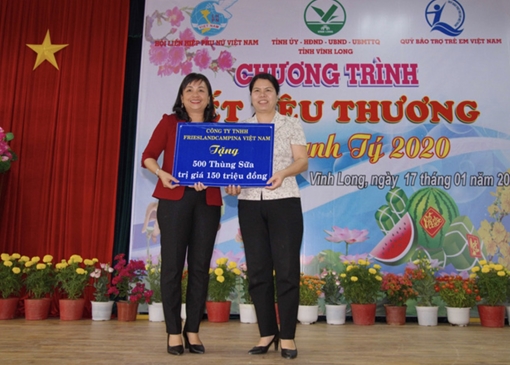 HỘI LIÊN HIỆP PHỤ NỮ VIỆT NAM
TỈNH ỦY - HĐND - UBND - UBMTTQ
TỈNH VĨNH LONG
QUỸ BẢO TRỢ TRẺ EM VIỆT NAM
CHƯƠNG TRÌNH
ẾT YÊU THƯƠNG
anh Tý 2020
Vĩnh Long, ngày 17 tháng 01 năm 20
CÔNG TY TNHH
FRIESLANDCAMPINA VIỆT NAM
Tặng
500 Thùng Sữa
trị giá 150 triệu đồng